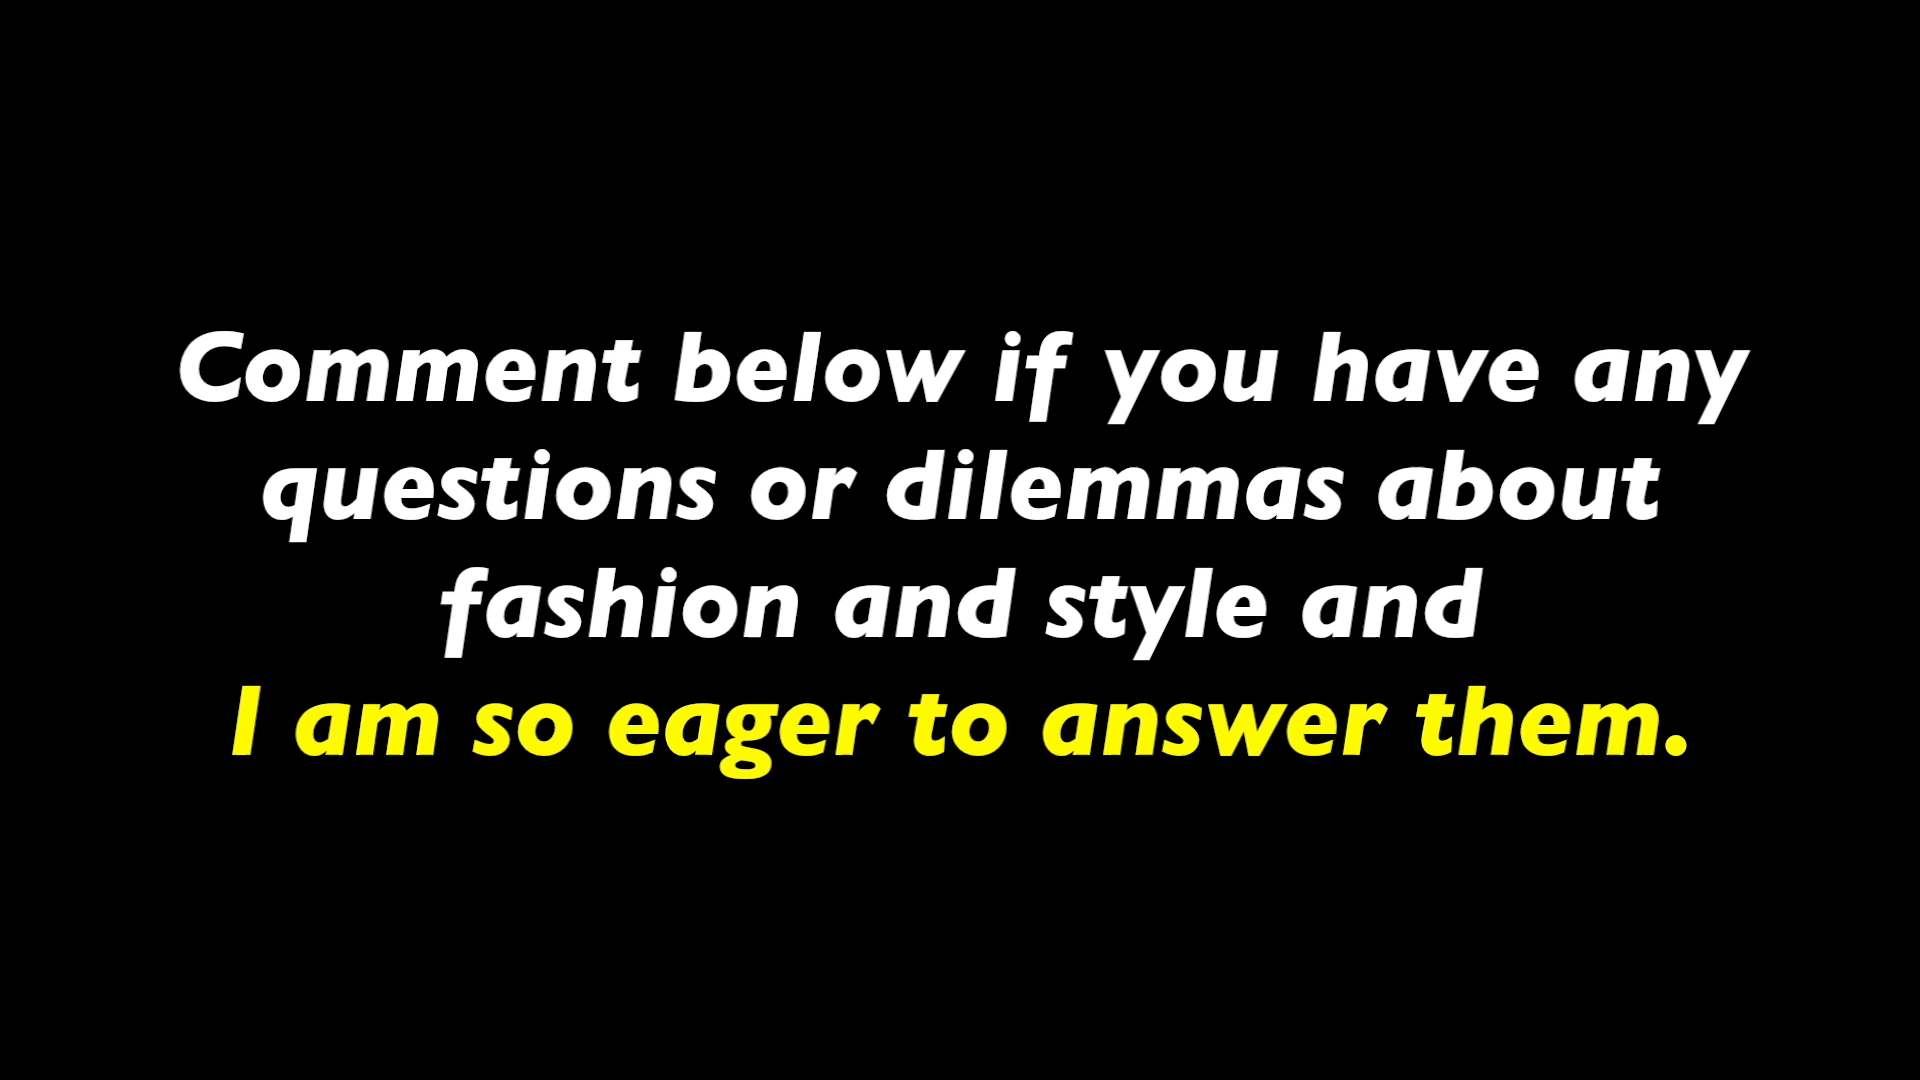 Comment below if you have any
questions or dilemmas about
fashion and style and
I am so eager to answer them.